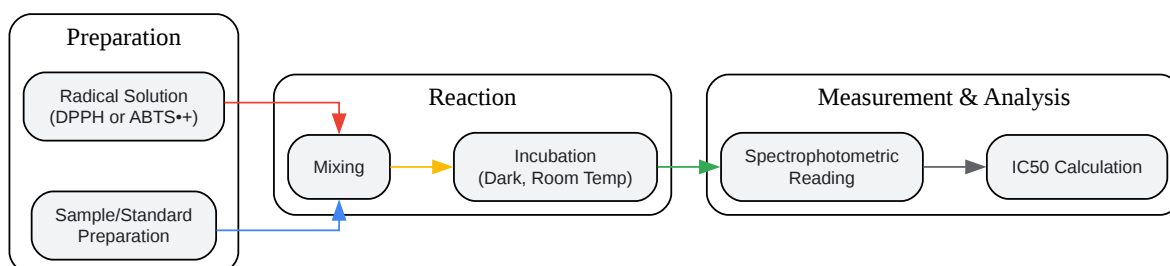 Preparation
Radical Solution
(DPPH or ABTS•+)
Sample/Standard
Preparation
Reaction
Mixing
Incubation
(Dark, Room Temp)
Measurement & Analysis
Spectrophotometric
Reading
IC50 Calculation